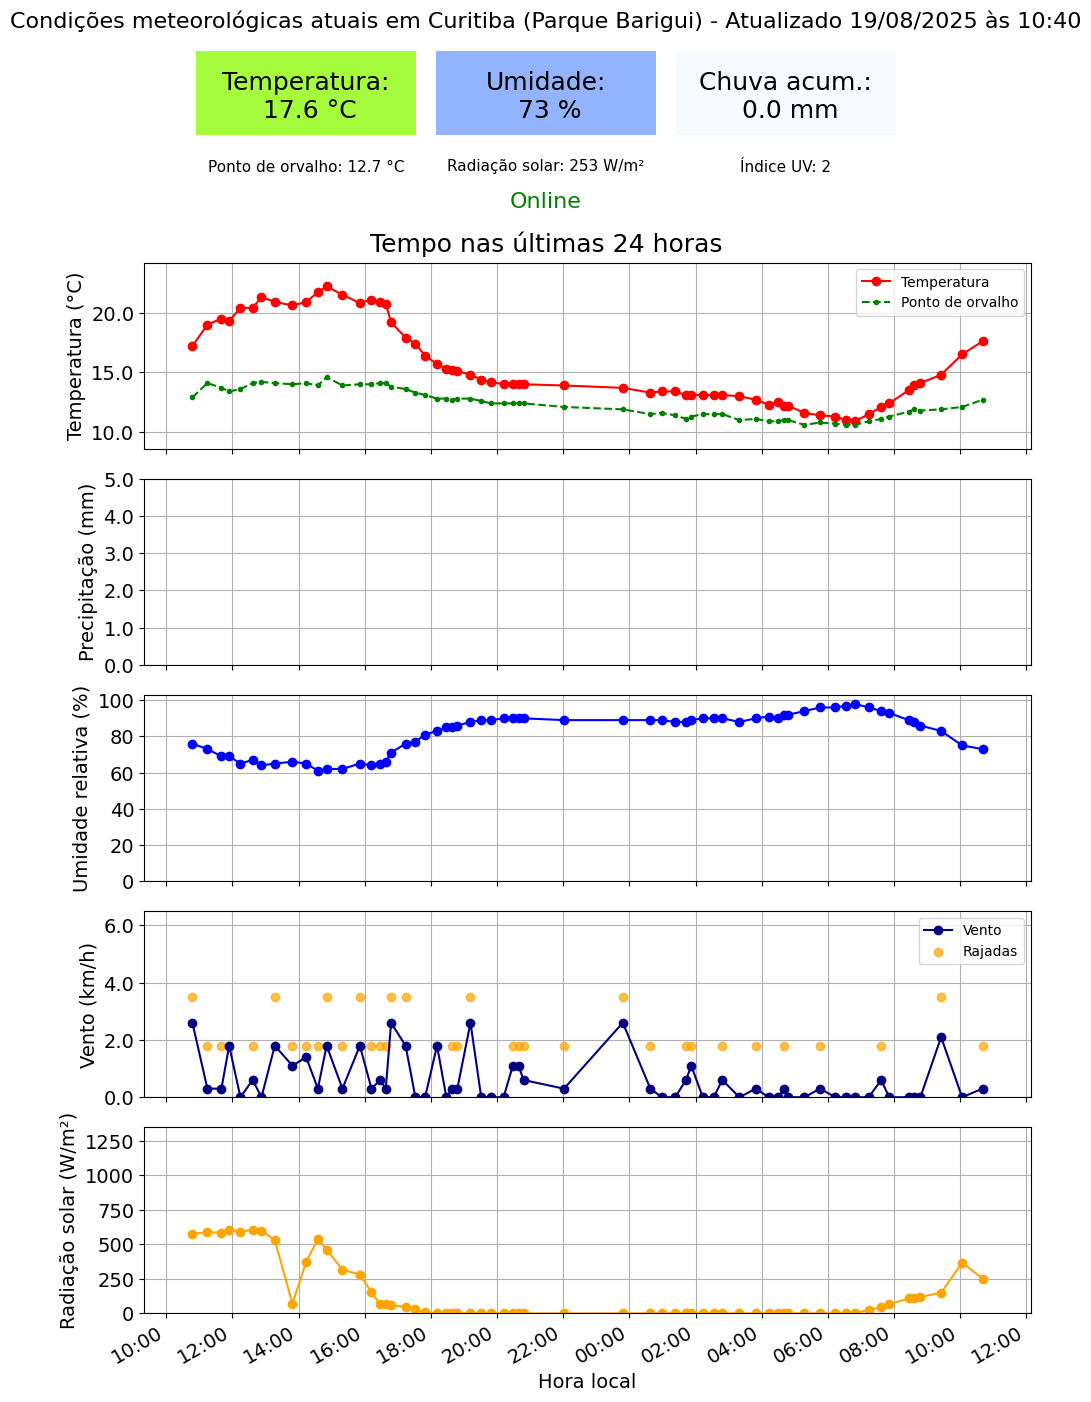 Condições meteorológicas atuais em Curitiba (Parque Barigui) - Atualizado 19/08/2025 às 10:40
Temperatura:
17.6 °C
Umidade:
73 %
Chuva acum.:
0.0 mm
Ponto de orvalho: 12.7 °C
Radiação solar: 253 W/m²
Índice UV: 2
Online
Tempo nas últimas 24 horas
Temperatura (°C)
20.0
15.0
10.0
Temperatura
Ponto de orvalho
Precipitação (mm)
5.0
4.0
3.0
2.0
1.0
0.0
Umidade relativa (%)
100
80
60
40
20
0
Vento (km/h)
6.0
4.0
2.0
0.0
Vento
Rajadas
Radiação solar (W/m²)
1250
1000
750
500
250
0
10:00
12:00
14:00
16:00
18:00
20:00
22:00
00:00
02:00
04:00
06:00
08:00
10:00
12:00
Hora local